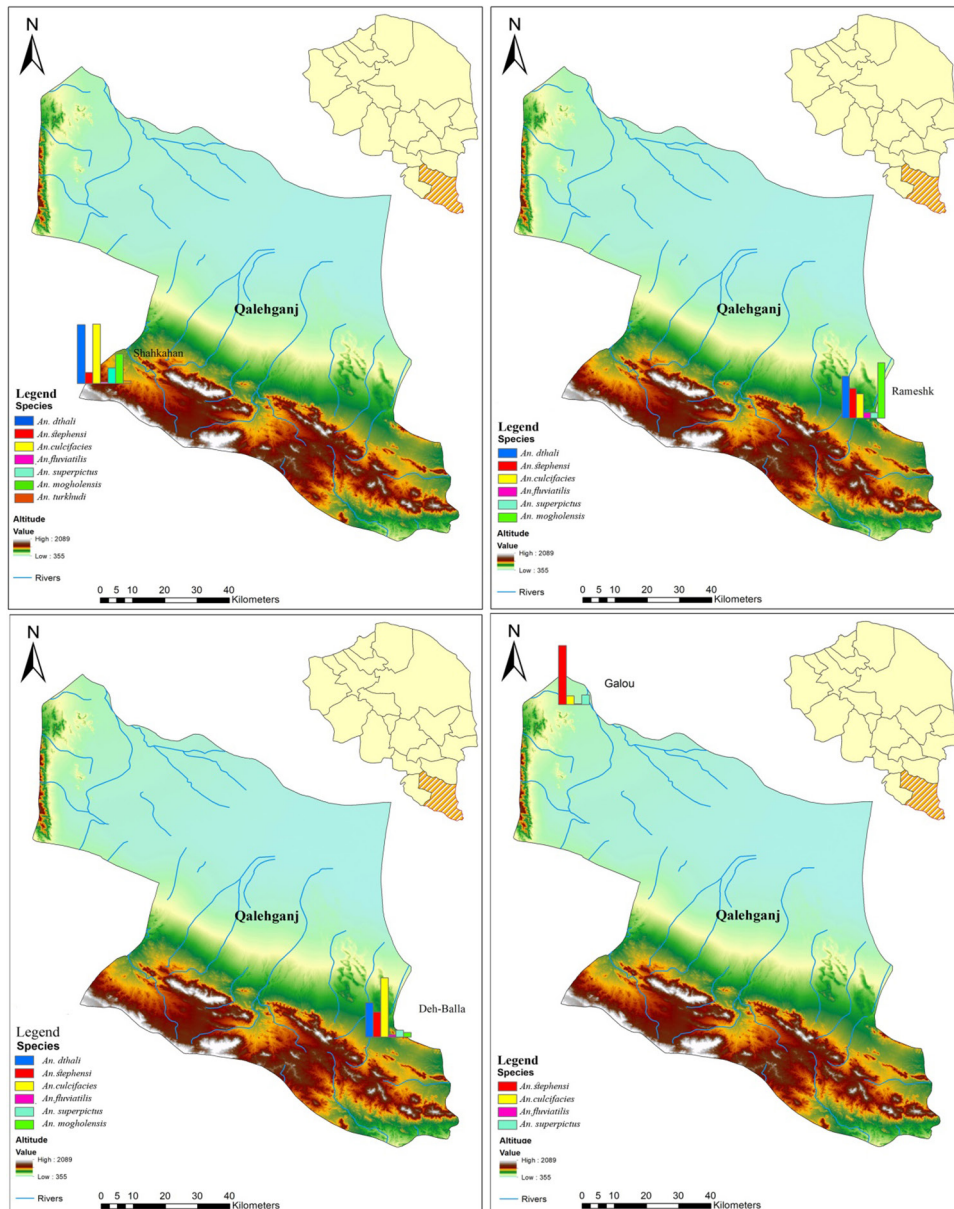 N
Qalehganj
Shahkahan
Legend
Species
An. dthali
An. stephensi
An.culcifacies
An.fluviatilis
An. superpictus
An. mogholensis
An. turkhudi
Altitude
Value
High : 2089
Low : 355
Rivers
0 5 10 20 30 40
Kilometers
N
Qalehganj
Rameshk
Legend
Species
An. dthali
An. stephensi
An.culcifacies
An.fluviatilis
An. superpictus
An. mogholensis
Altitude
Value
High : 2089
Low : 355
Rivers
0 5 10 20 30 40
Kilometers
N
Qalehganj
Deh-Balla
Legend
Species
An. dthali
An. stephensi
An.culcifacies
An.fluviatilis
An. superpictus
An. mogholensis
Altitude
Value
High : 2089
Low : 355
Rivers
0 5 10 20 30 40
Kilometers
N
Galou
Qalehganj
Legend
Species
An. stephensi
An.culcifacies
An.fluviatilis
An. superpictus
Altitude
Value
High : 2089
Low : 355
Rivers
0 5 10 20 30 40
Kilometers